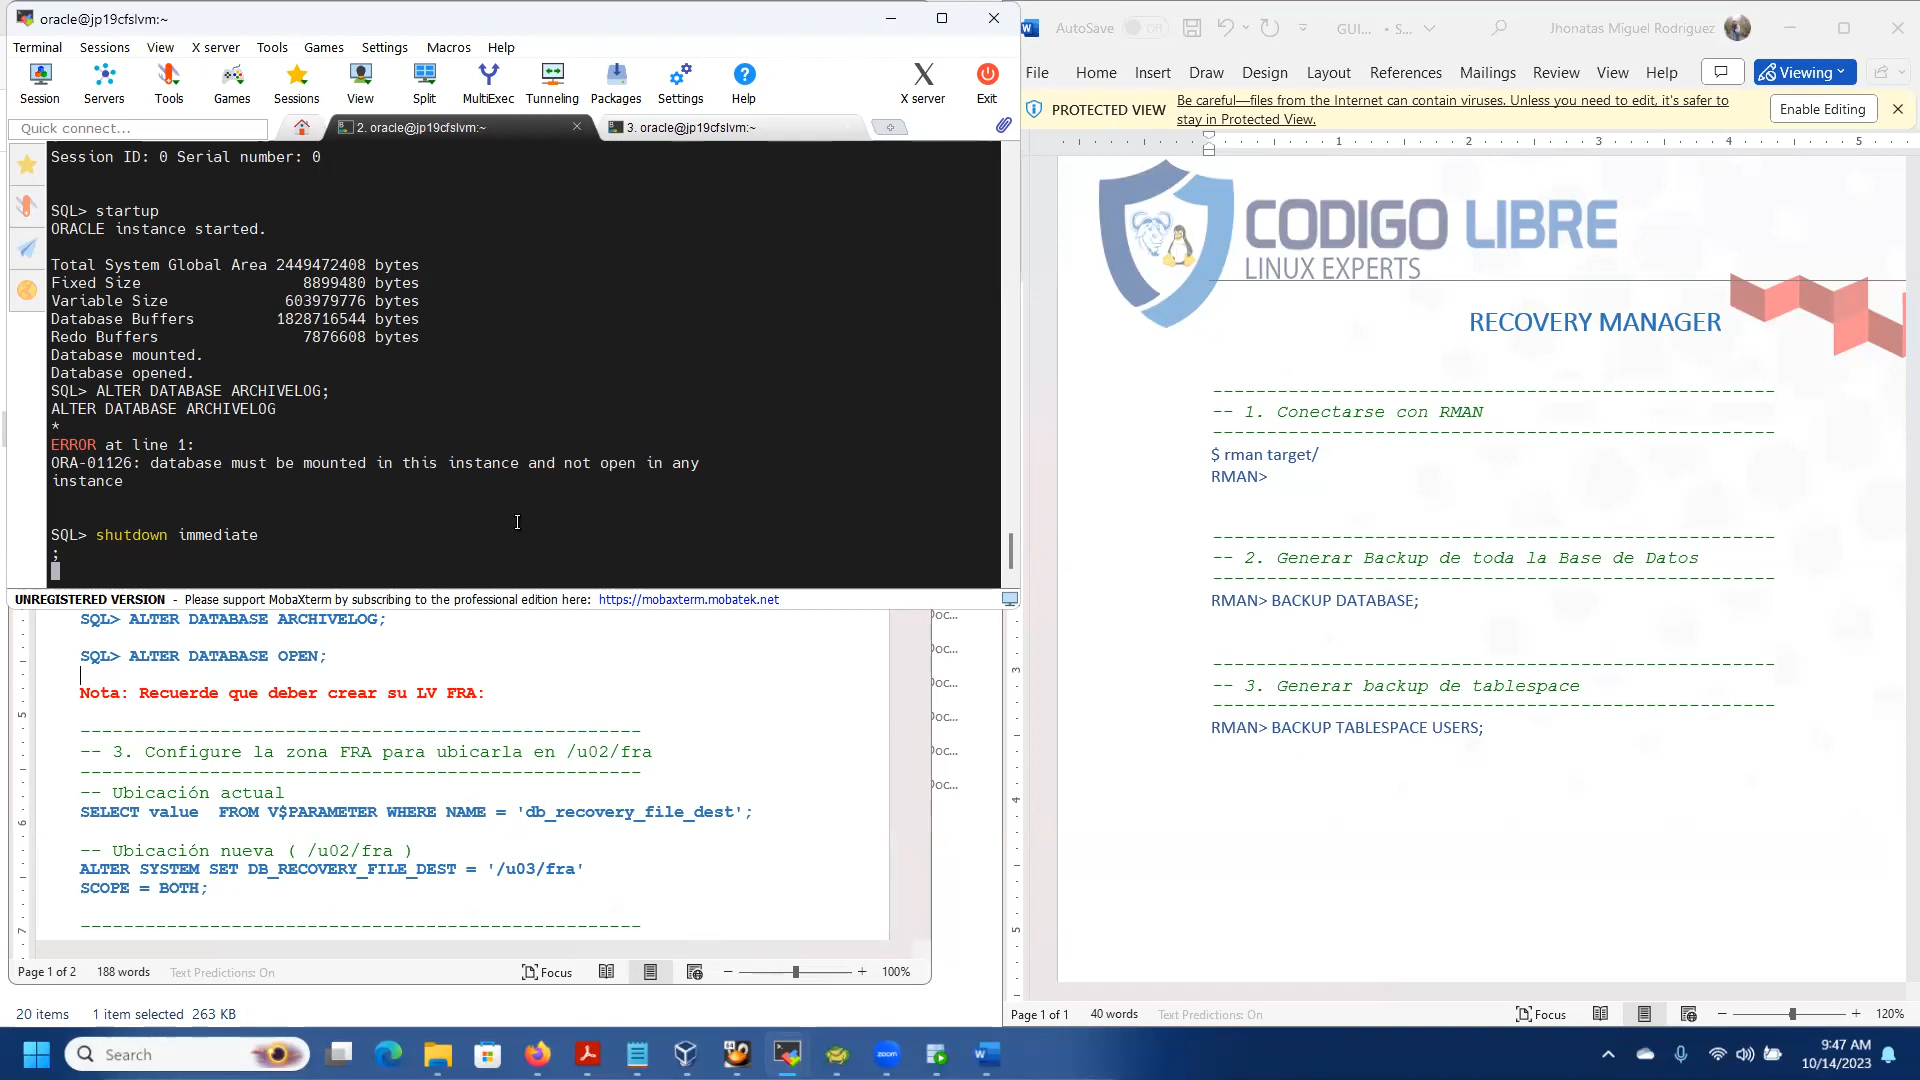 oracle@jp19cfslvm:~
Terminal Sessions View X server Tools Games Settings Macros Help
Session Servers Tools Games Sessions View Split MultiExec Tunneling Packages Settings Help X server Exit
Quick connect...
2. oracle@jp19cfslvm:~
3. oracle@jp19cfslvm:~
Session ID: 0 Serial number: 0
SQL> startup
ORACLE instance started.
Total System Global Area 2449472408 bytes
Fixed Size 8899480 bytes
Variable Size 603979776 bytes
Database Buffers 1828716544 bytes
Redo Buffers 7876608 bytes
Database mounted.
Database opened.
SQL> ALTER DATABASE ARCHIVELOG;
ALTER DATABASE ARCHIVELOG
*
ERROR at line 1:
ORA-01126: database must be mounted in this instance and not open in any
instance
SQL> shutdown immediate
;
UNREGISTERED VERSION - Please support MobaXterm by subscribing to the professional edition here: https://mobaxterm.mobatek.net
SQL> ALTER DATABASE ARCHIVELOG;
SQL> ALTER DATABASE OPEN;
Nota: Recuerde que deber crear su LV FRA:
-----------------------------------------------------
-- 3. Configure la zona FRA para ubicarla en /u02/fra
-----------------------------------------------------
-- Ubicación actual
SELECT value FROM V$PARAMETER WHERE NAME = 'db_recovery_file_dest';
-- Ubicación nueva ( /u02/fra )
ALTER SYSTEM SET DB_RECOVERY_FILE_DEST = '/u03/fra'
SCOPE = BOTH;
-----------------------------------------------------
Page 1 of 2 188 words Text Predictions: On Focus 100%
20 items 1 item selected 263 KB
AutoSave Off GUI... • S... Jhonatas Miguel Rodriguez
File Home Insert Draw Design Layout References Mailings Review View Help Viewing
PROTECTED VIEW Be careful—files from the Internet can contain viruses. Unless you need to edit, it's safer to
stay in Protected View. Enable Editing
1 2 3 4 5
CODIGO LIBRE
LINUX EXPERTS
RECOVERY MANAGER
-----------------------------------------------------
-- 1. Conectarse con RMAN
-----------------------------------------------------
$ rman target/
RMAN>
-----------------------------------------------------
-- 2. Generar Backup de toda la Base de Datos
-----------------------------------------------------
RMAN> BACKUP DATABASE;
-----------------------------------------------------
-- 3. Generar backup de tablespace
-----------------------------------------------------
RMAN> BACKUP TABLESPACE USERS;
Page 1 of 1 40 words Text Predictions: On Focus 120%
Search
zoom
9:47 AM
10/14/2023